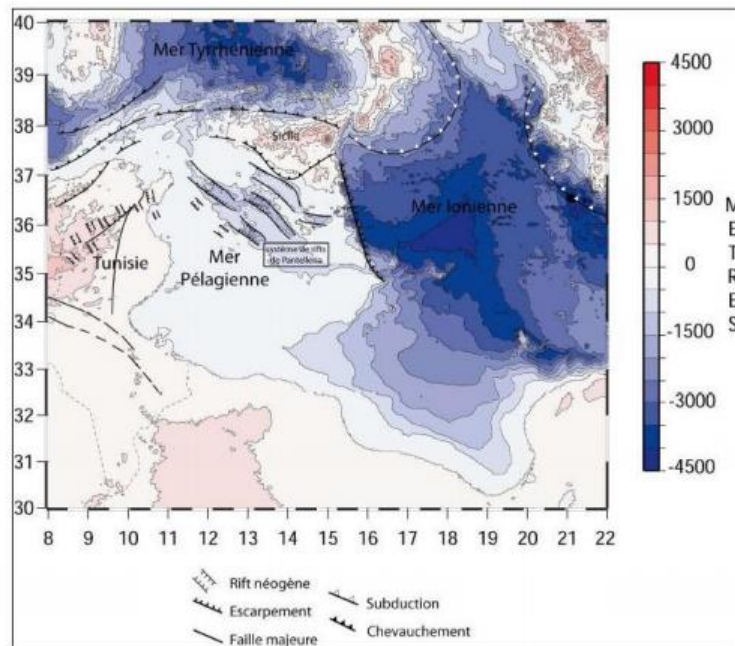 40
39
38
37
36
35
34
33
32
31
30
8 9 10 11 12 13 14 15 16 17 18 19 20 21 22
Mer Tyrrhénienne
Sicile
Mer Ionienne
Tunisie
Mer
Pélagienne
système de rifts
de Pantelleia
4500
3000
1500
0
-1500
-3000
-4500
M
E
T
R
E
S
Rift néogène
Escarpement
Faille majeure
Subduction
Chevauchement